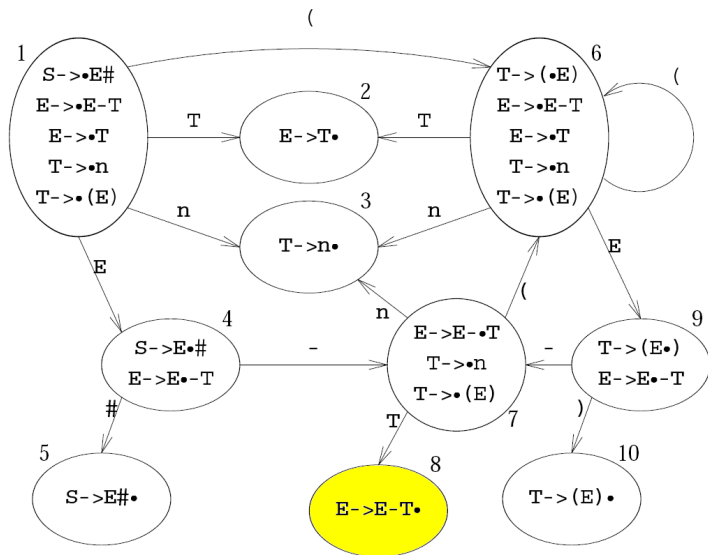 (
1
S->•E#
E->•E-T
E->•T
T->•n
T->•(E)
T
2
E->T•
T
6
T->(•E)
E->•E-T
E->•T
T->•n
T->•(E)
(
n
3
T->n•
n
E
E
4
S->E•#
E->E•-T
-
n
(
E->E-•T
T->•n
T->•(E)
7
-
9
T->(E•)
E->E•-T
#
T
)
5
S->E#•
8
E->E-T•
10
T->(E)•